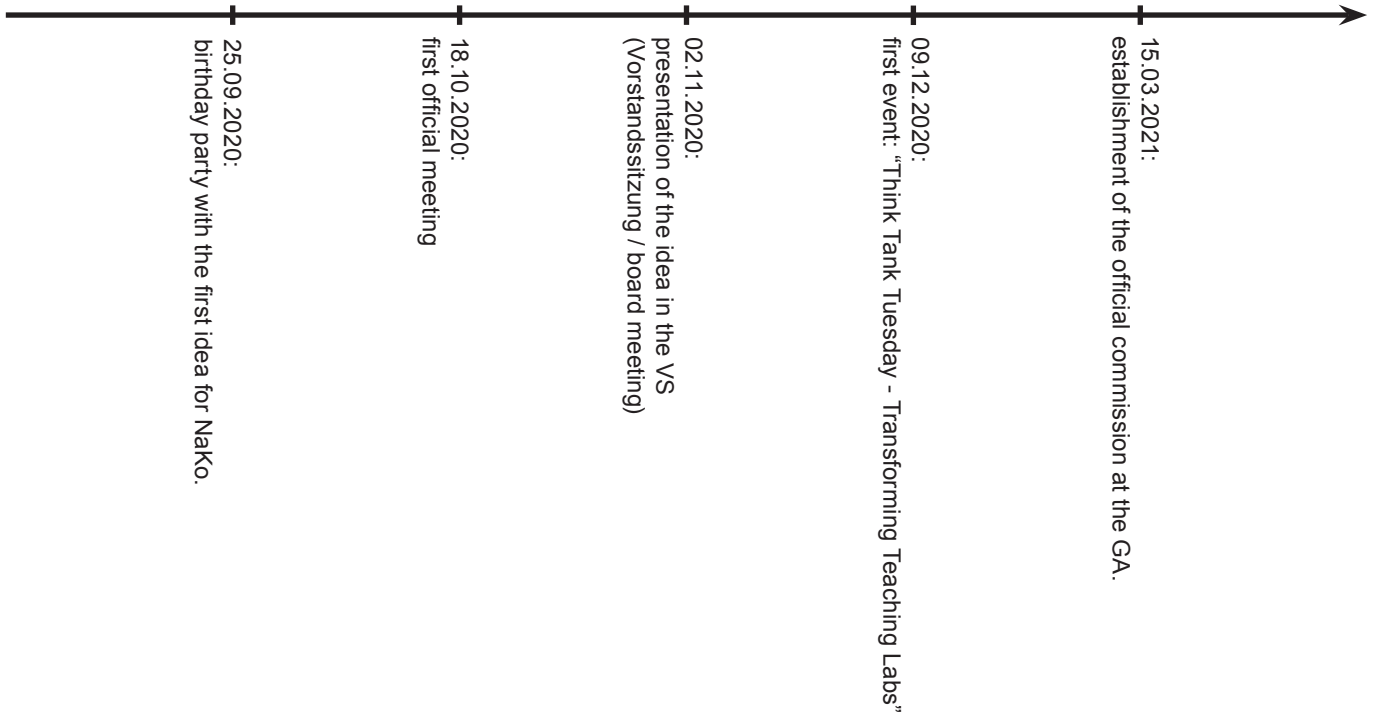 25.09.2020:
birthday party with the first idea for NaKo.
18.10.2020:
first official meeting
02.11.2020:
presentation of the idea in the VS
(Vorstandssitzung / board meeting)
09.12.2020:
first event: “Think Tank Tuesday - Transforming Teaching Labs”
15.03.2021:
establishment of the official commission at the GA.